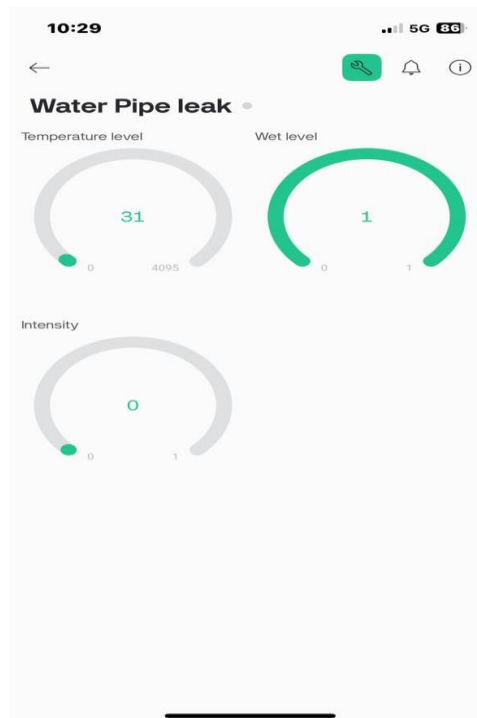 10:29 5G 86
Water Pipe leak
Temperature level Wet level
31 1
0 4095 0 1
Intensity
0
0 1